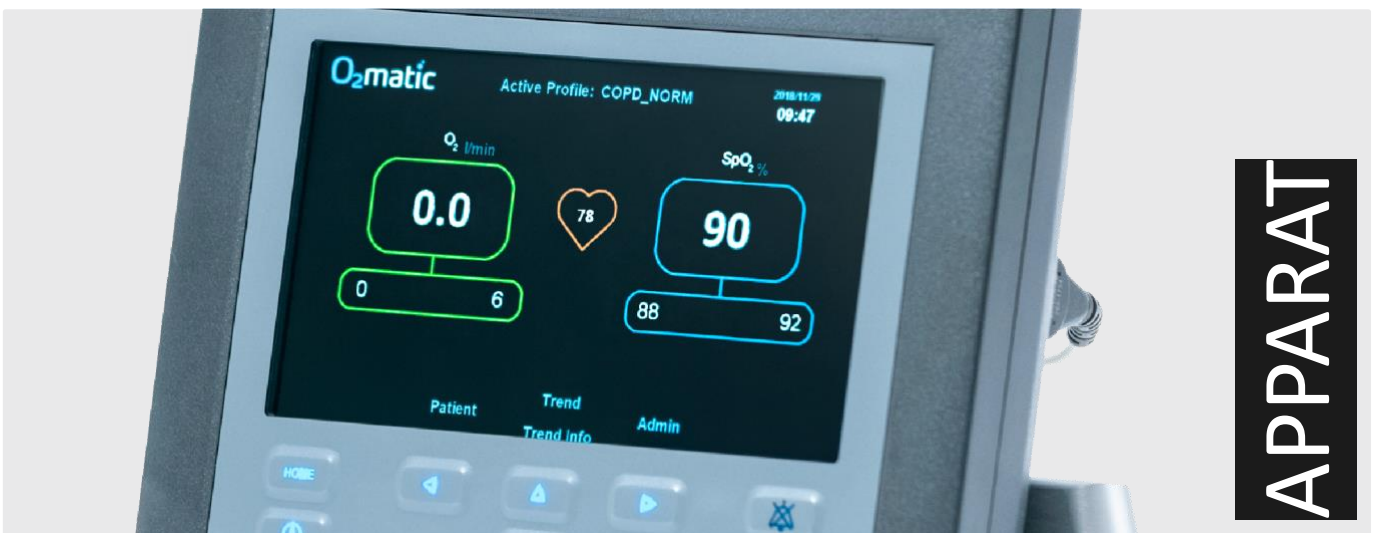 O₂matic
Active Profile: COPD_NORM
2018/11/29
09:47
O₂ l/min
SpO₂ %
0.0
78
90
0 6
88 92
Patient
Trend
Admin
Trend Info
HOME
APPARAT